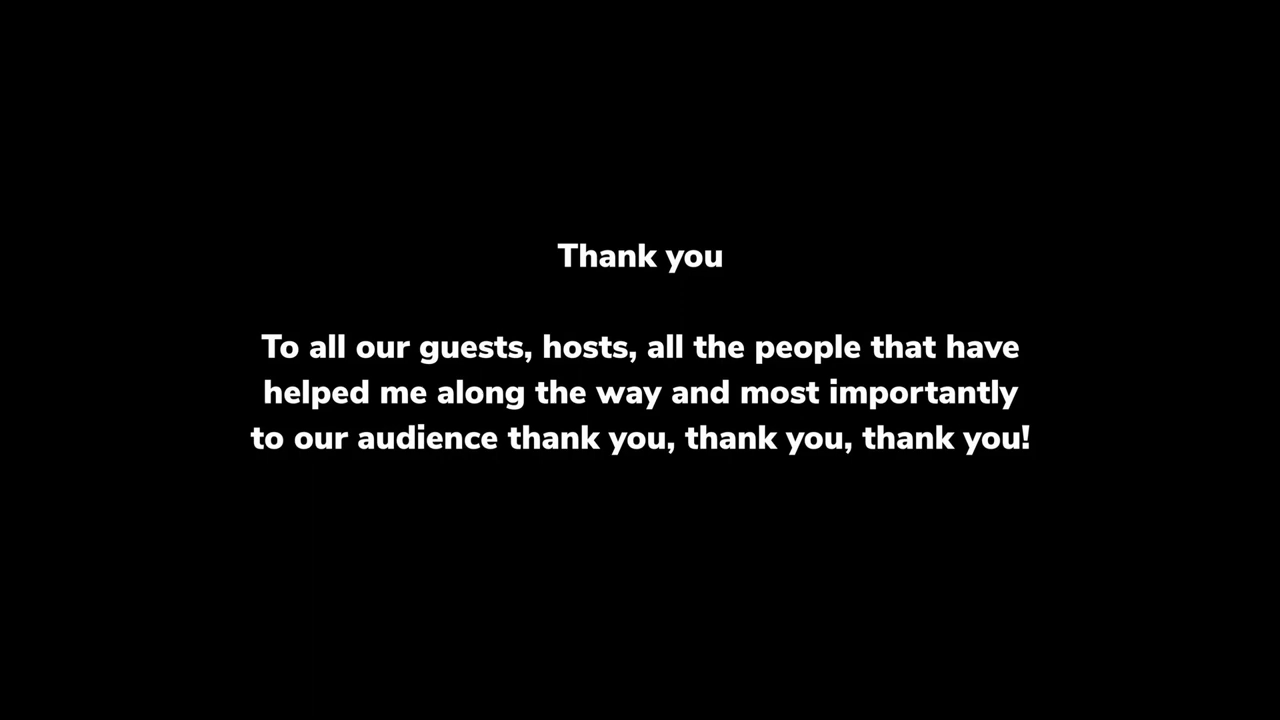 Thank you
To all our guests, hosts, all the people that have
helped me along the way and most importantly
to our audience thank you, thank you, thank you!